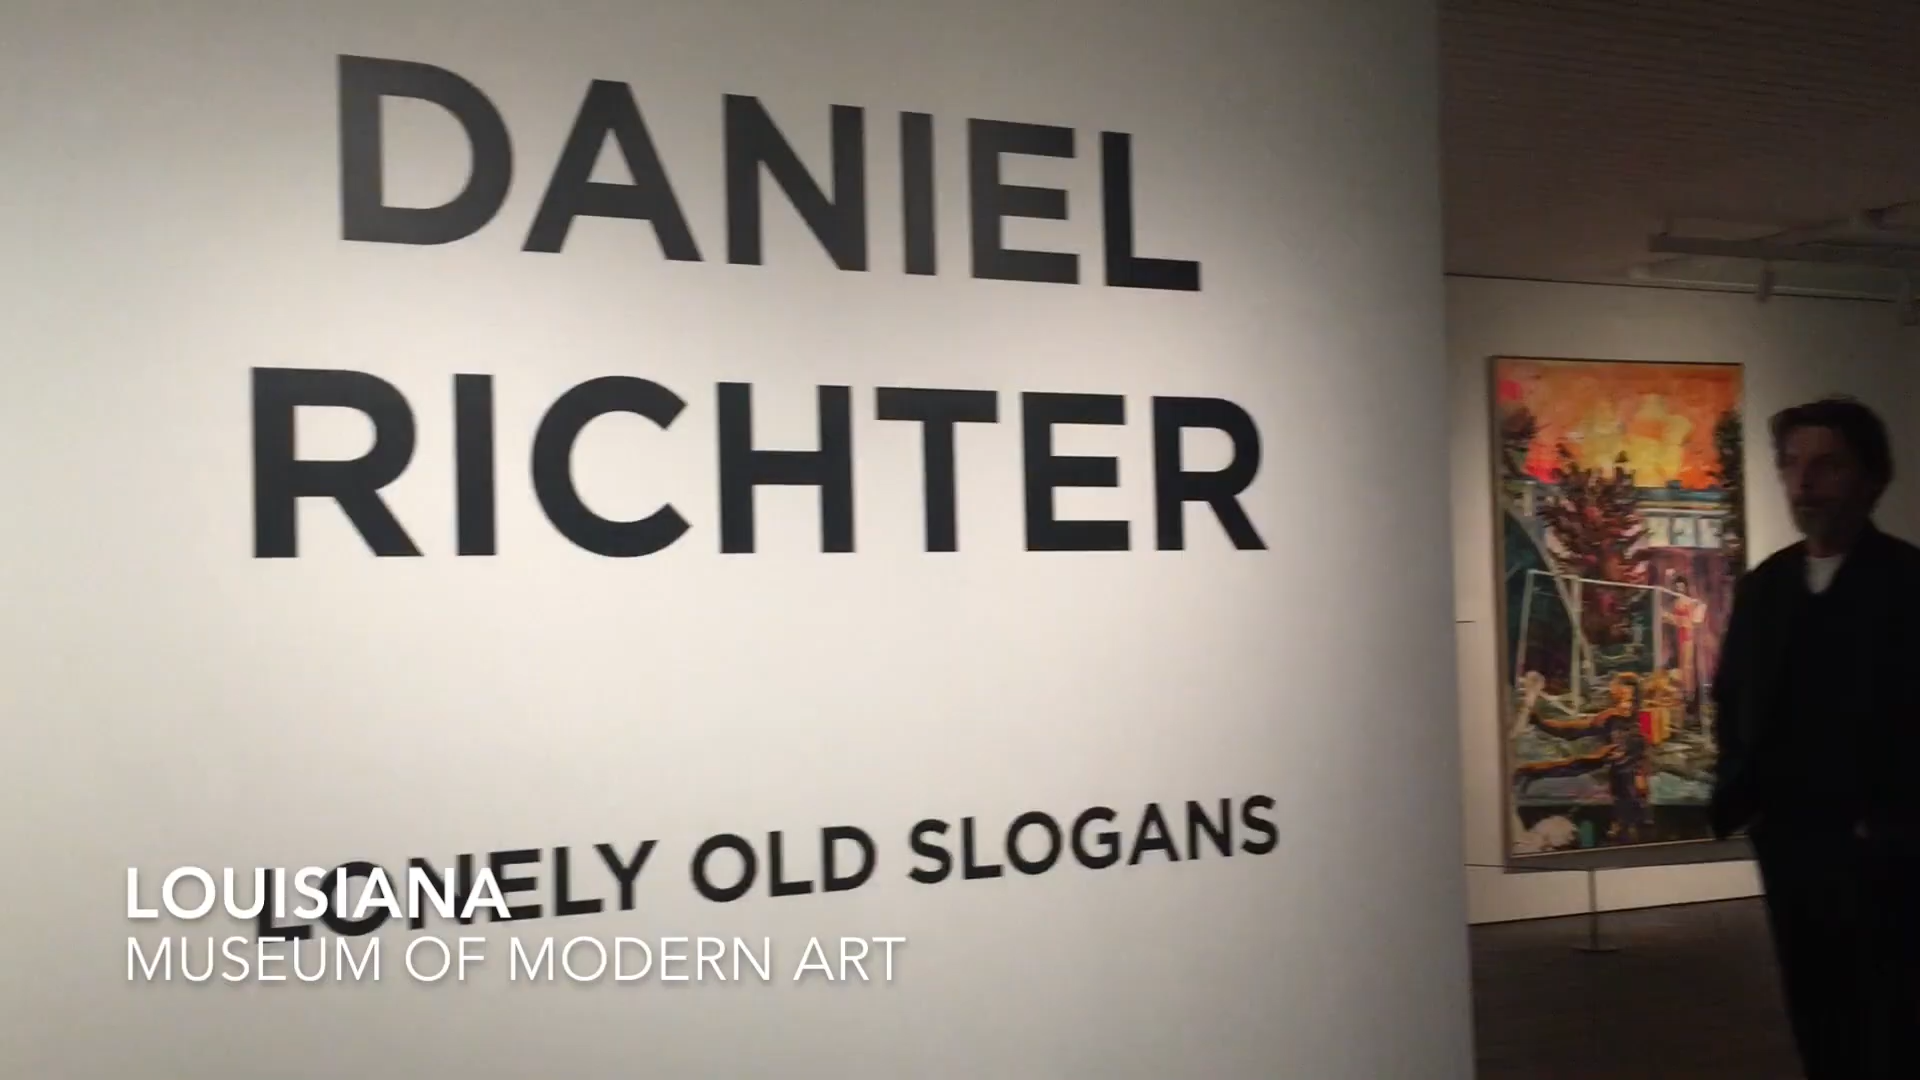 DANIEL
RICHTER
LONELY OLD SLOGANS
LOUISIANA
MUSEUM OF MODERN ART